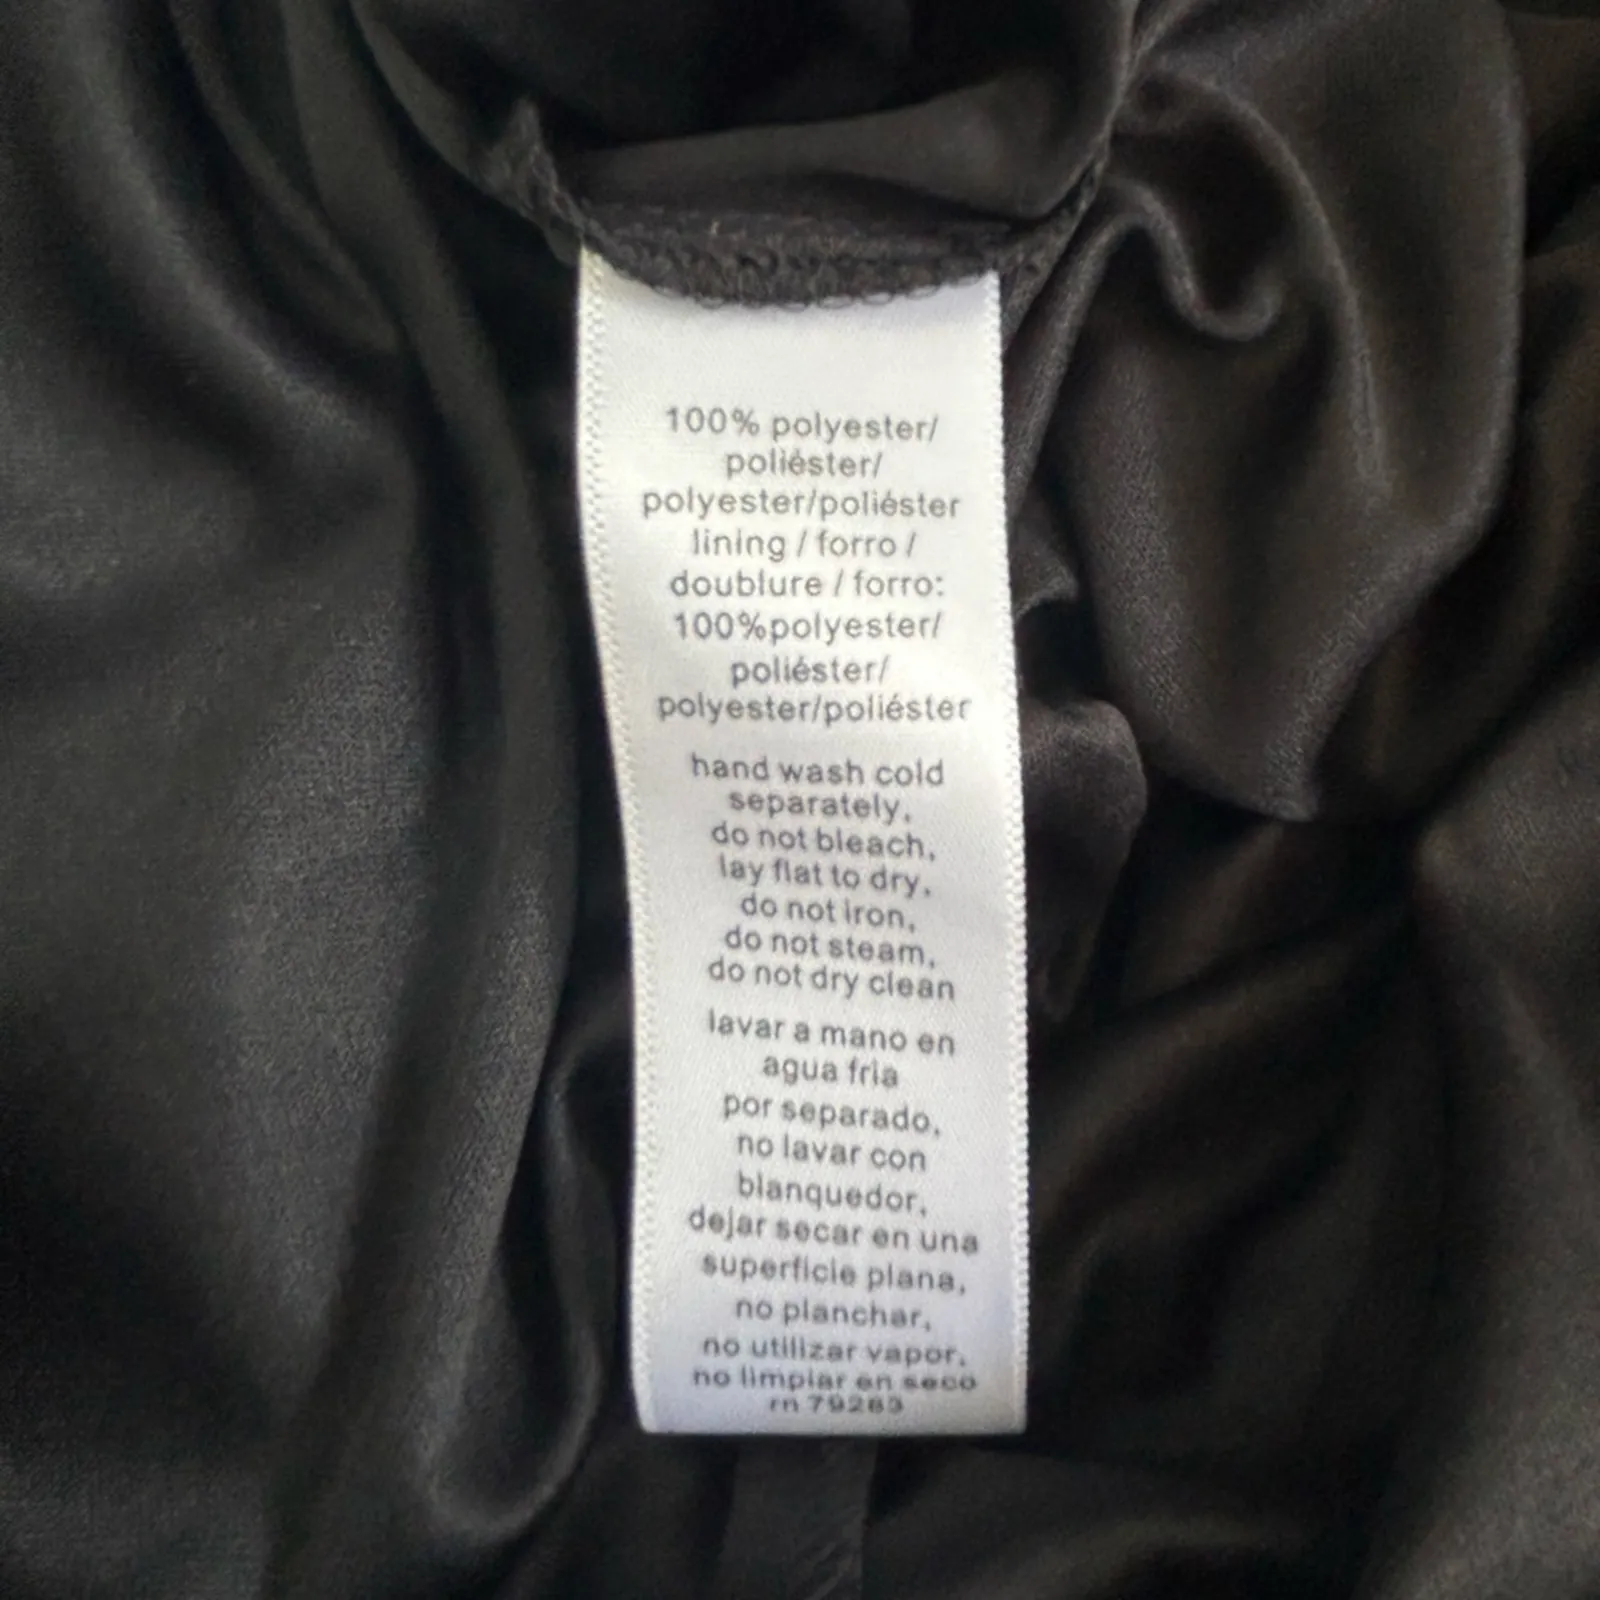 100% polyester/
poliéster/
polyester/poliéster
lining / forro /
doublure / forro:
100%polyester/
poliéster/
polyester/poliéster
hand wash cold
separately,
do not bleach,
lay flat to dry,
do not iron,
do not steam,
do not dry clean
lavar a mano en
agua fria
por separado,
no lavar con
blanquedor,
dejar secar en una
superficie plana,
no planchar,
no utilizar vapor,
no limpiar en seco
rn 79283